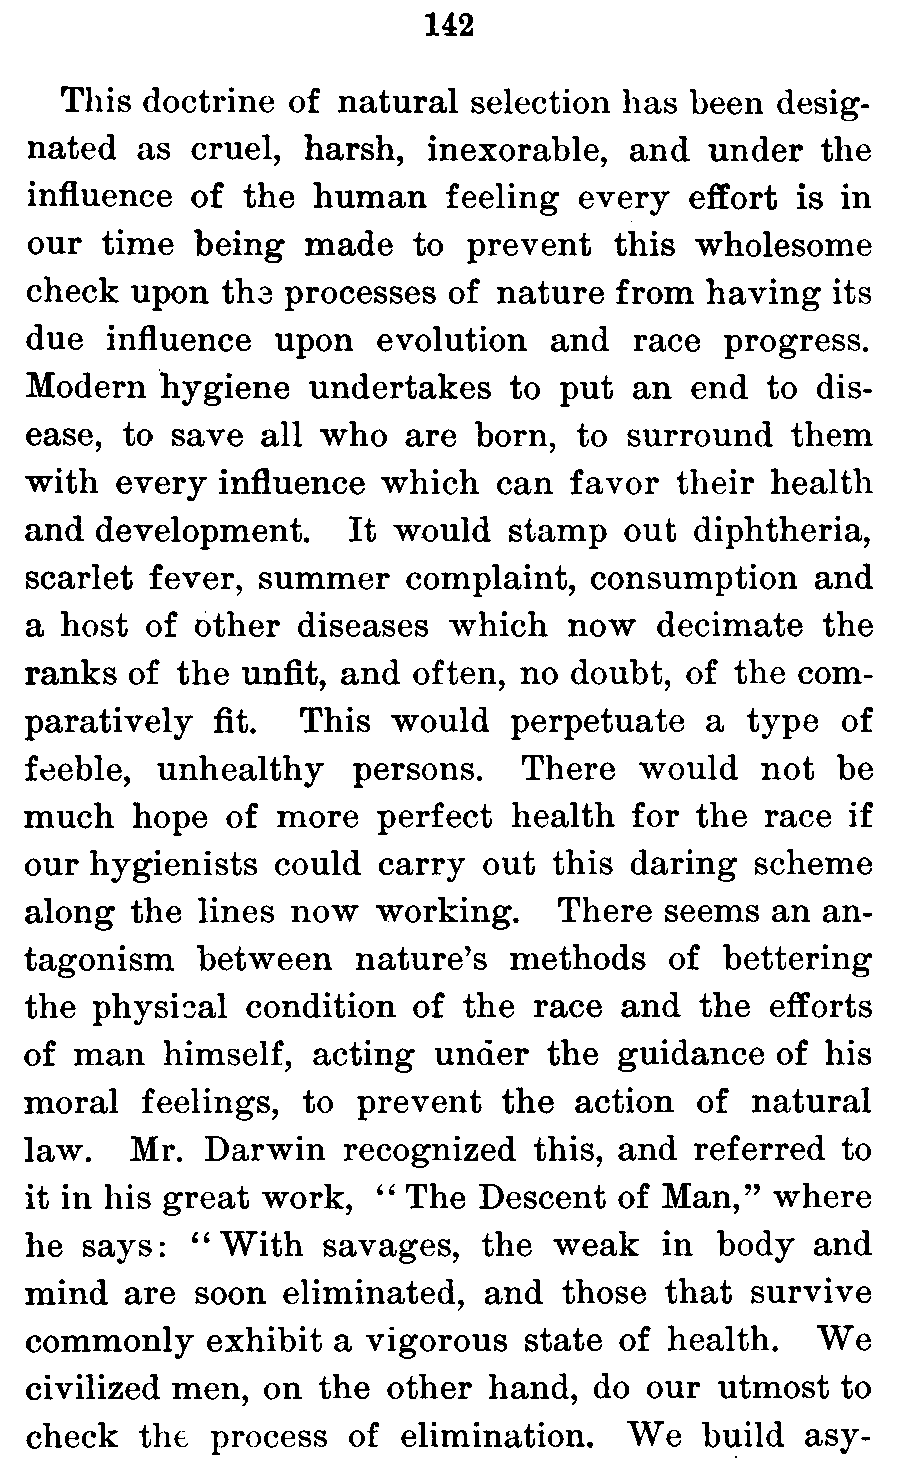 142
This doctrine of natural selection has been desig-
nated as cruel, harsh, inexorable, and under the
influence of the human feeling every effort is in
our time being made to prevent this wholesome
check upon the processes of nature from having its
due influence upon evolution and race progress.
Modern hygiene undertakes to put an end to dis-
ease, to save all who are born, to surround them
with every influence which can favor their health
and development. It would stamp out diphtheria,
scarlet fever, summer complaint, consumption and
a host of other diseases which now decimate the
ranks of the unfit, and often, no doubt, of the com-
paratively fit. This would perpetuate a type of
feeble, unhealthy persons. There would not be
much hope of more perfect health for the race if
our hygienists could carry out this daring scheme
along the lines now working. There seems an an-
tagonism between nature's methods of bettering
the physical condition of the race and the efforts
of man himself, acting under the guidance of his
moral feelings, to prevent the action of natural
law. Mr. Darwin recognized this, and referred to
it in his great work, "The Descent of Man," where
he says: "With savages, the weak in body and
mind are soon eliminated, and those that survive
commonly exhibit a vigorous state of health. We
civilized men, on the other hand, do our utmost to
check the process of elimination. We build asy-